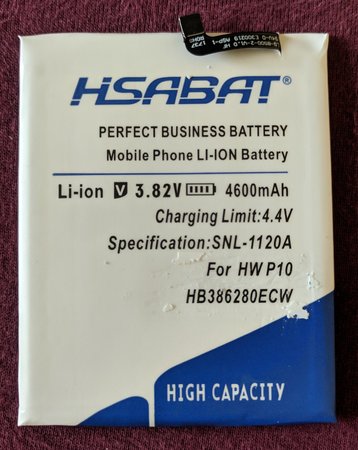 HSABAT®
PERFECT BUSINESS BATTERY
Mobile Phone LI-ION Battery
Li-ion V 3.82V 4600mAh
Charging Limit:4.4V
Specification:SNL-1120A
For HW P10
HB386280ECW
HIGH CAPACITY